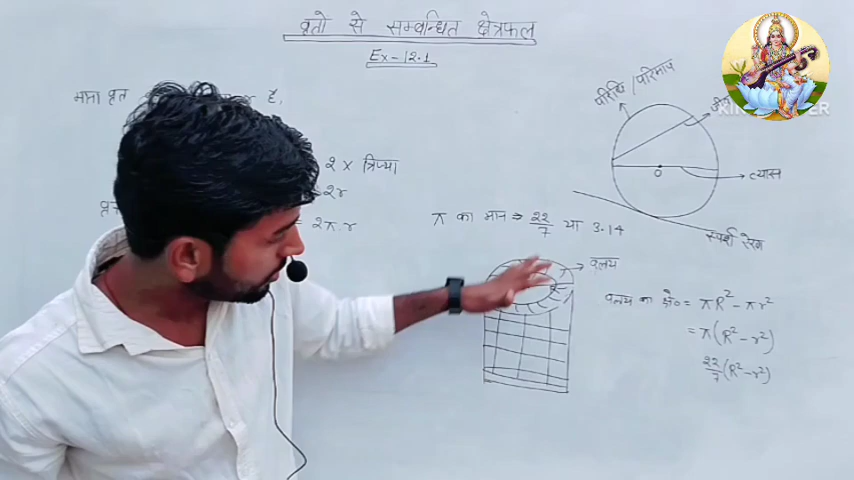 वृतो से सम्बन्धित क्षेत्रफल
Ex-12.1
माना वृत
है,
परिधि/परिमाप
व्यास
स्पर्श रेखा
2 x त्रिज्या
2r
= 2π.r
π का मान ⇒ 22/7 या 3.14
वलय
वलय का क्षे० = πR² - πr²
= π(R²-r²)
22/7(R²-r²)